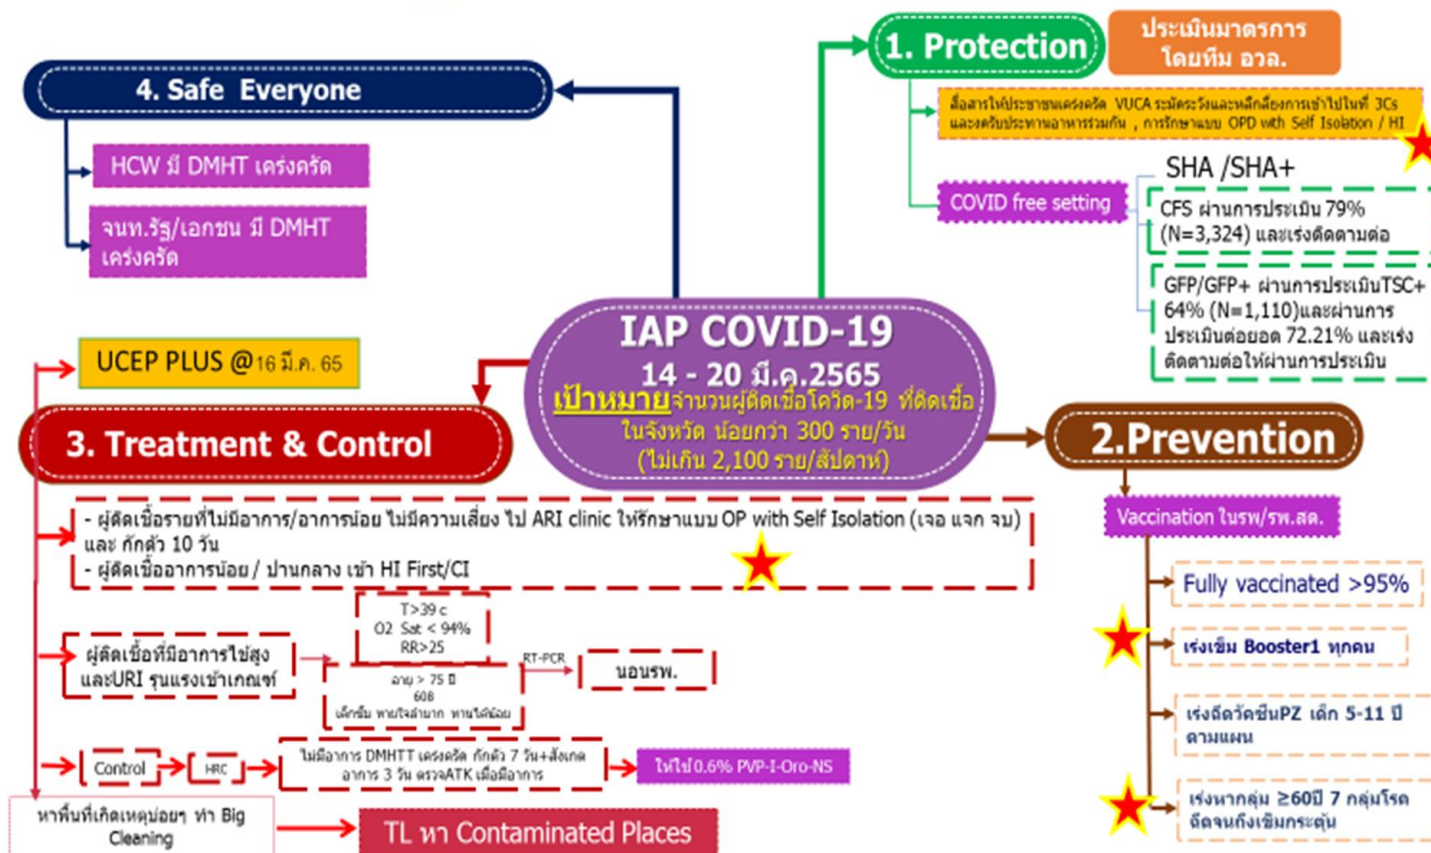 4. Safe Everyone
HCW มี DMHT เคร่งครัด
จนท.รัฐ/เอกชน มี DMHT
เคร่งครัด
1. Protection
ประเมินมาตรการ
โดยทีม อวล.
สื่อสารให้ประชาชนเคร่งครัด VUCA ระมัดระวังและหลีกลี่ยงการเข้าไปในที่ 3Cs
และงดรับประทานอาหารร่วมกัน , การรักษาแบบ OPD with Self Isolation / HI
COVID free setting
SHA /SHA+
CFS ผ่านการประเมิน 79%
(N=3,324) และเร่งติดตามต่อ
GFP/GFP+ ผ่านการประเมินTSC+
64% (N=1,110)และผ่านการ
ประเมินต่อยอด 72.21% และเร่ง
ติดตามต่อให้ผ่านการประเมิน
IAP COVID-19
14 - 20 มี.ค.2565
เป้าหมายจำนวนผู้ติดเชื้อโควิด-19 ที่ติดเชื้อ
ในจังหวัด น้อยกว่า 300 ราย/วัน
(ไม่เกิน 2,100 ราย/สัปดาห์)
UCEP PLUS @16 มี.ค. 65
3. Treatment & Control
- ผู้ติดเชื้อรายที่ไม่มีอาการ/อาการน้อย ไม่มีความเสี่ยง ไป ARI clinic ให้รักษาแบบ OP with Self Isolation (เจอ แจก จบ)
และ กักตัว 10 วัน
- ผู้ติดเชื้ออาการน้อย / ปานกลาง เข้า HI First/CI
ผู้ติดเชื้อที่มีอาการไข้สูง
และURI รุนแรงเข้าเกณฑ์
T>39 c
O2 Sat < 94%
RR>25
อายุ > 75 ปี
608
เด็กซึม หายใจลำบาก ทานได้น้อย
RT-PCR
นอนรพ.
Control
HRC
ไม่มีอาการ DMHTT เคร่งครัด กักตัว 7 วัน+สังเกต
อาการ 3 วัน ตรวจATK เมื่อมีอาการ
ให้ใช้ 0.6% PVP-I-Oro-NS
หาพื้นที่เกิดเหตุบ่อยๆ ทำ Big
Cleaning
TL หา Contaminated Places
2.Prevention
Vaccination ในรพ/รพ.สต.
Fully vaccinated >95%
เร่งเข็ม Booster1 ทุกคน
เร่งฉีดวัคซีนPZ เด็ก 5-11 ปี
ตามแผน
เร่งหากลุ่ม ≥60ปี 7 กลุ่มโรค
ฉีดจนถึงเข็มกระตุ้น